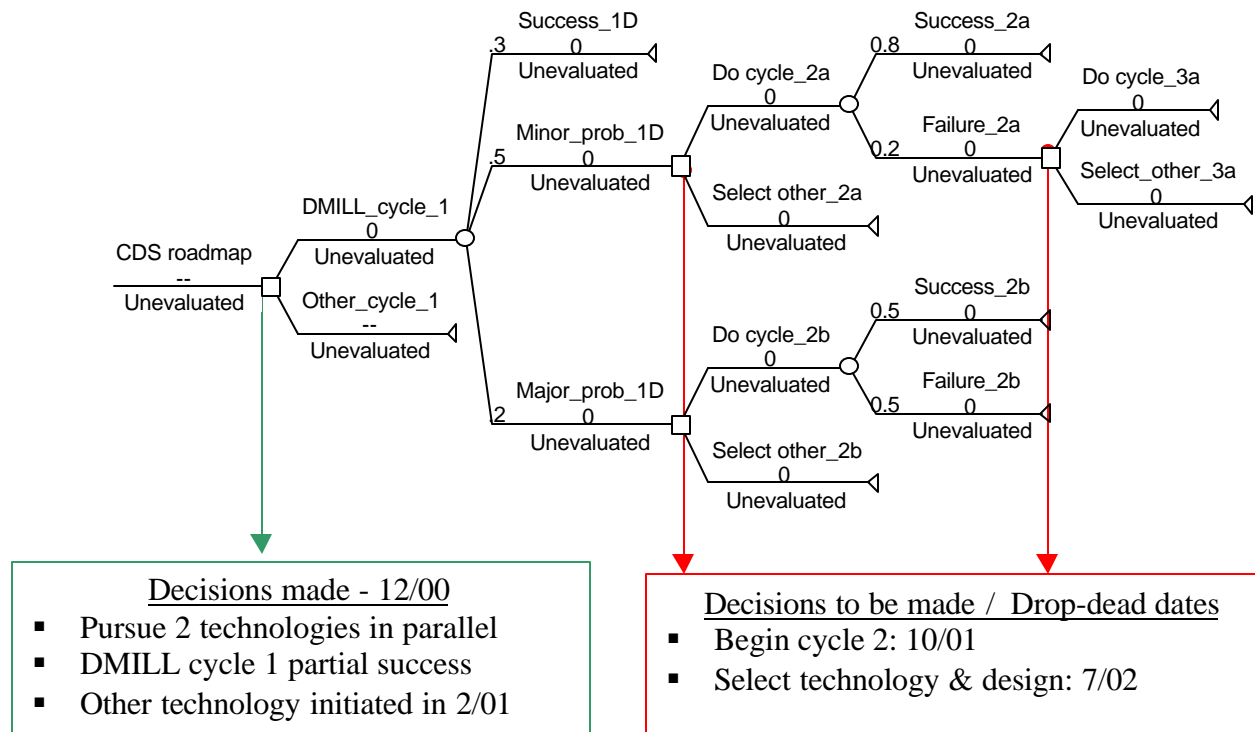 Success_1D
.3
0
Unevaluated
Success_2a
0.8
0
Unevaluated
Do cycle_2a
0
Unevaluated
Do cycle_3a
0
Unevaluated
Minor_prob_1D
.5
0
Unevaluated
Failure_2a
0.2
0
Unevaluated
Select other_2a
0
Unevaluated
Select_other_3a
0
Unevaluated
DMILL_cycle_1
0
Unevaluated
CDS roadmap
--
Unevaluated
Other_cycle_1
--
Unevaluated
Success_2b
0.5
0
Unevaluated
Do cycle_2b
0
Unevaluated
Failure_2b
0.5
0
Unevaluated
Major_prob_1D
.2
0
Unevaluated
Select other_2b
0
Unevaluated
Decisions made - 12/00
▪ Pursue 2 technologies in parallel
▪ DMILL cycle 1 partial success
▪ Other technology initiated in 2/01
Decisions to be made / Drop-dead dates
▪ Begin cycle 2: 10/01
▪ Select technology & design: 7/02